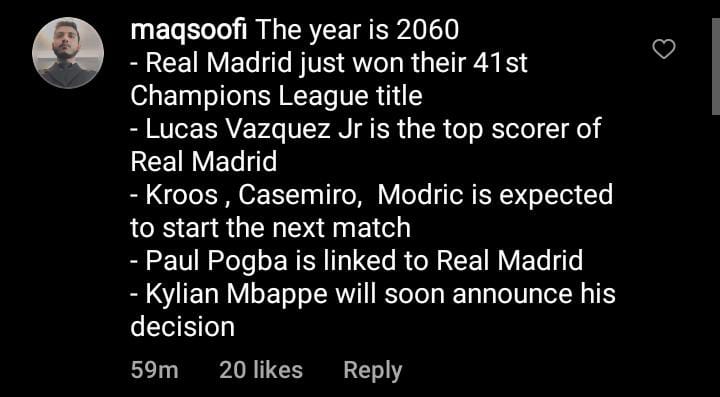 maqsoofi The year is 2060
- Real Madrid just won their 41st
Champions League title
- Lucas Vazquez Jr is the top scorer of
Real Madrid
- Kroos , Casemiro,  Modric is expected
to start the next match
- Paul Pogba is linked to Real Madrid
- Kylian Mbappe will soon announce his
decision
59m 20 likes Reply